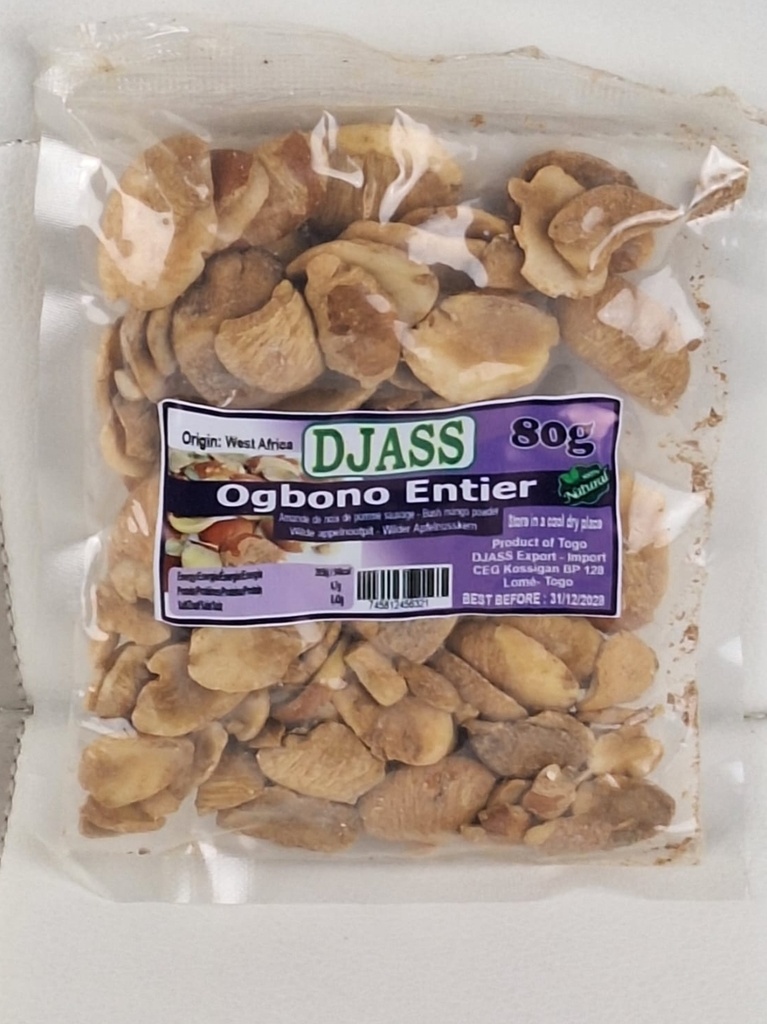 Origin: West Africa
DJASS
80g
Ogbono Entier
Natural
Amande de noix de pomme sauvage - Bush mango powder
Wilde appelnootpit - Wilder Apfelnusskern
Store in a cool dry place
Product of Togo
DJASS Export - Import
CEG Kossigan BP 128
Lomé- Togo
BEST BEFORE : 31/12/2028
745812456321